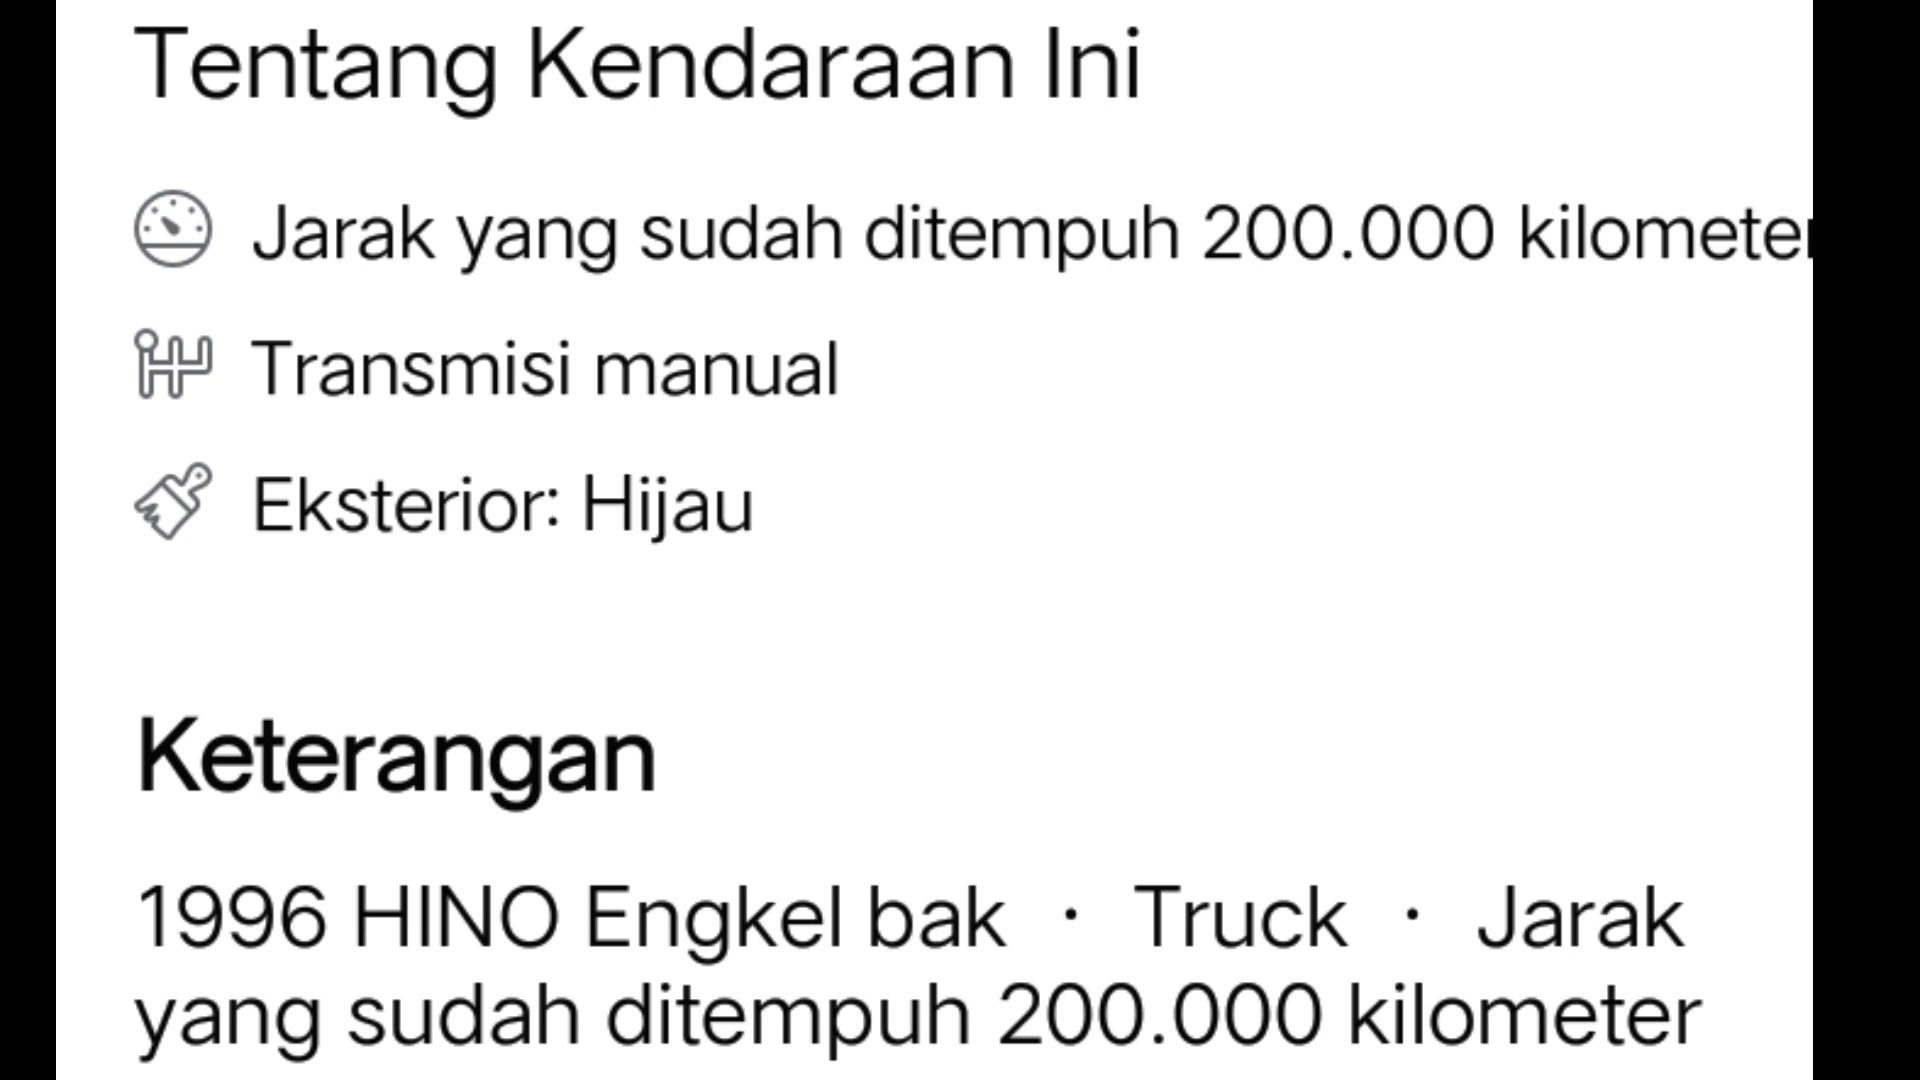 Tentang Kendaraan Ini
Jarak yang sudah ditempuh 200.000 kilometer
Transmisi manual
Eksterior: Hijau
Keterangan
1996 HINO Engkel bak · Truck · Jarak
yang sudah ditempuh 200.000 kilometer